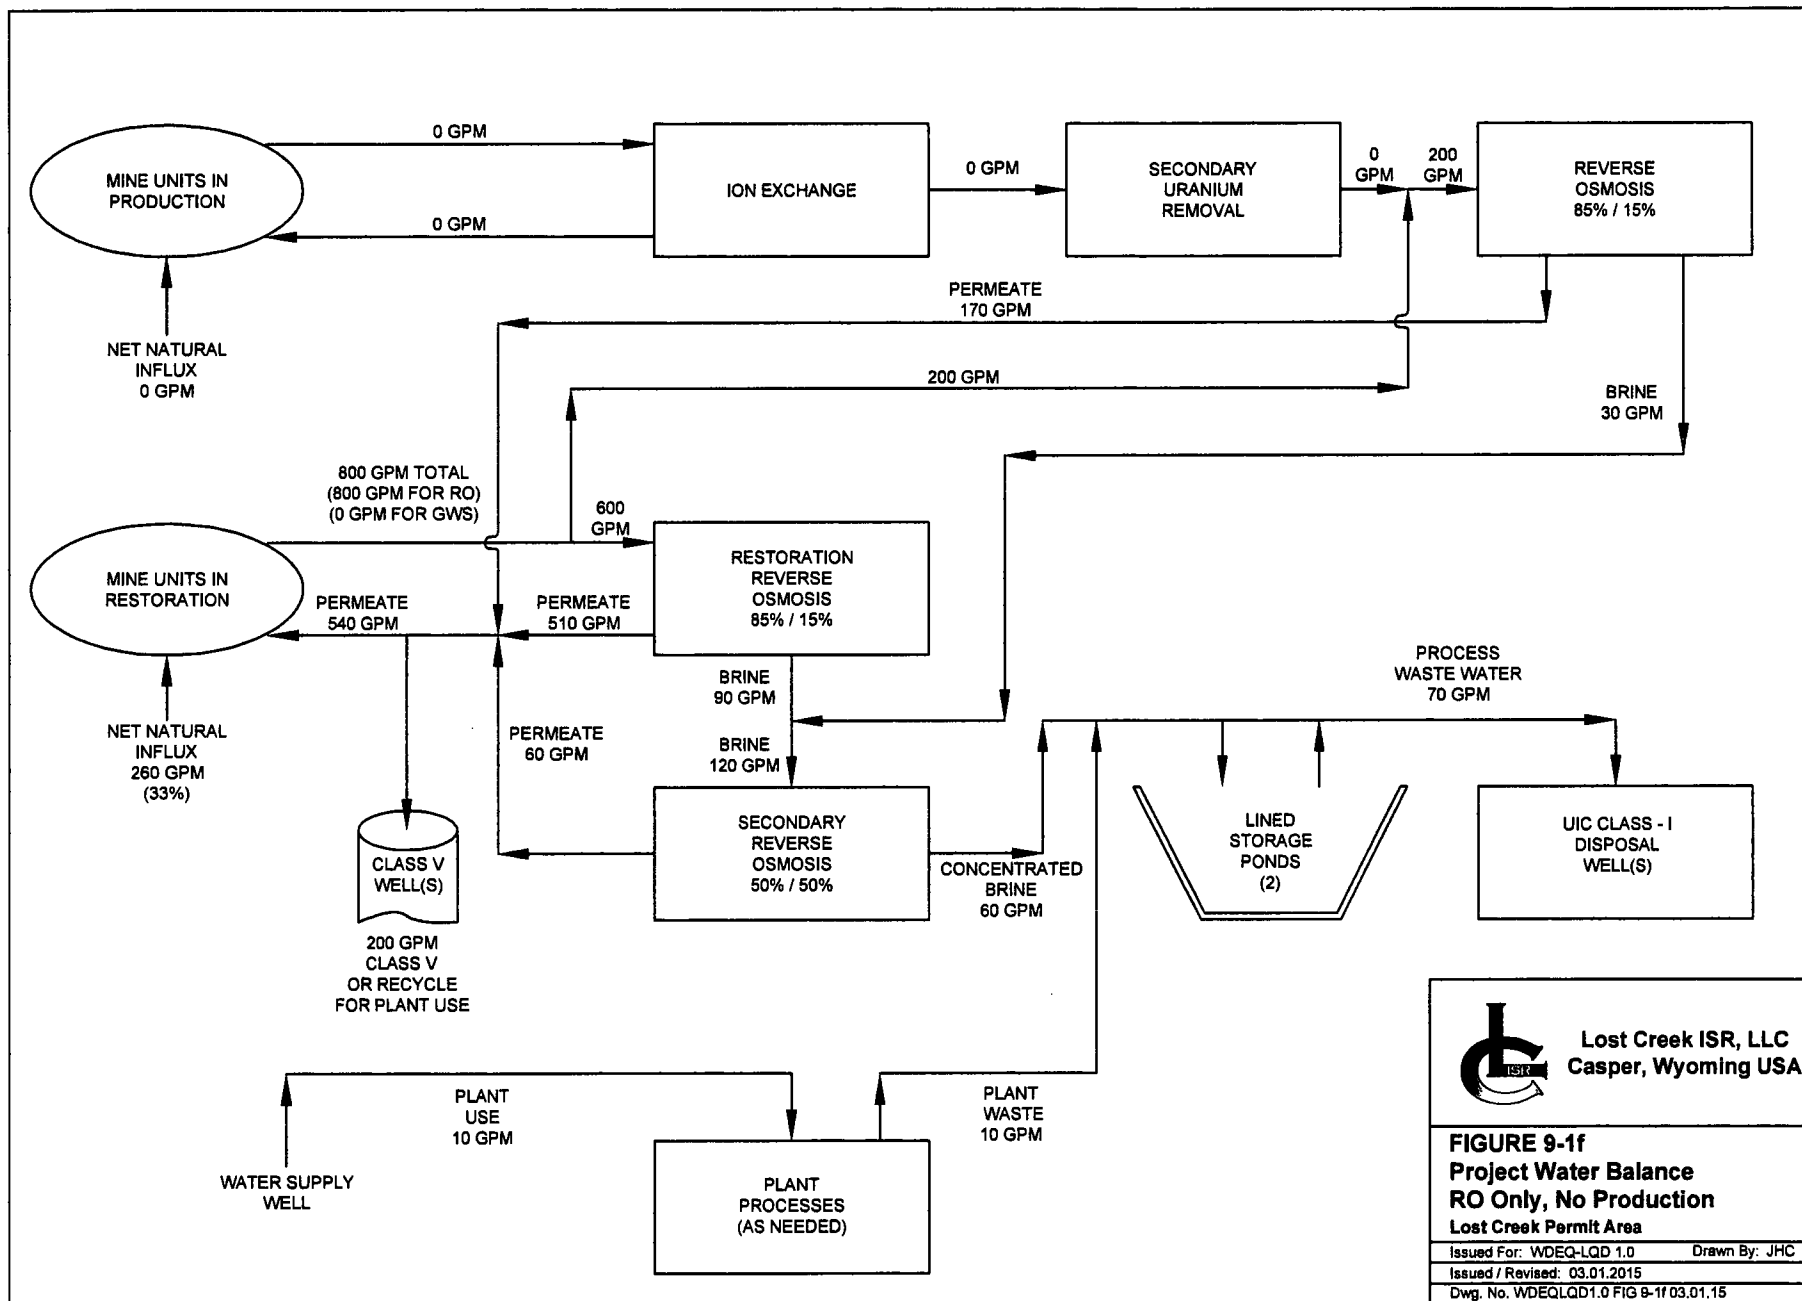 0 GPM
MINE UNITS IN
PRODUCTION
0 GPM
ION EXCHANGE
0 GPM
SECONDARY
URANIUM
REMOVAL
0
GPM
200
GPM
REVERSE
OSMOSIS
85% / 15%
NET NATURAL
INFLUX
0 GPM
PERMEATE
170 GPM
200 GPM
BRINE
30 GPM
800 GPM TOTAL
(800 GPM FOR RO)
(0 GPM FOR GWS)
600
GPM
MINE UNITS IN
RESTORATION
PERMEATE
540 GPM
PERMEATE
510 GPM
RESTORATION
REVERSE
OSMOSIS
85% / 15%
NET NATURAL
INFLUX
260 GPM
(33%)
BRINE
90 GPM
PERMEATE
60 GPM
BRINE
120 GPM
PROCESS
WASTE WATER
70 GPM
CLASS V
WELL(S)
200 GPM
CLASS V
OR RECYCLE
FOR PLANT USE
SECONDARY
REVERSE
OSMOSIS
50% / 50%
CONCENTRATED
BRINE
60 GPM
LINED
STORAGE
PONDS
(2)
UIC CLASS - I
DISPOSAL
WELL(S)
WATER SUPPLY
WELL
PLANT
USE
10 GPM
PLANT
WASTE
10 GPM
PLANT
PROCESSES
(AS NEEDED)
LC
ISR
Lost Creek ISR, LLC
Casper, Wyoming USA
FIGURE 9-1f
Project Water Balance
RO Only, No Production
Lost Creek Permit Area
Issued For: WDEQ-LQD 1.0 Drawn By: JHC
Issued / Revised: 03.01.2015
Dwg. No. WDEQLQD1.0 FIG 9-1f 03.01.15